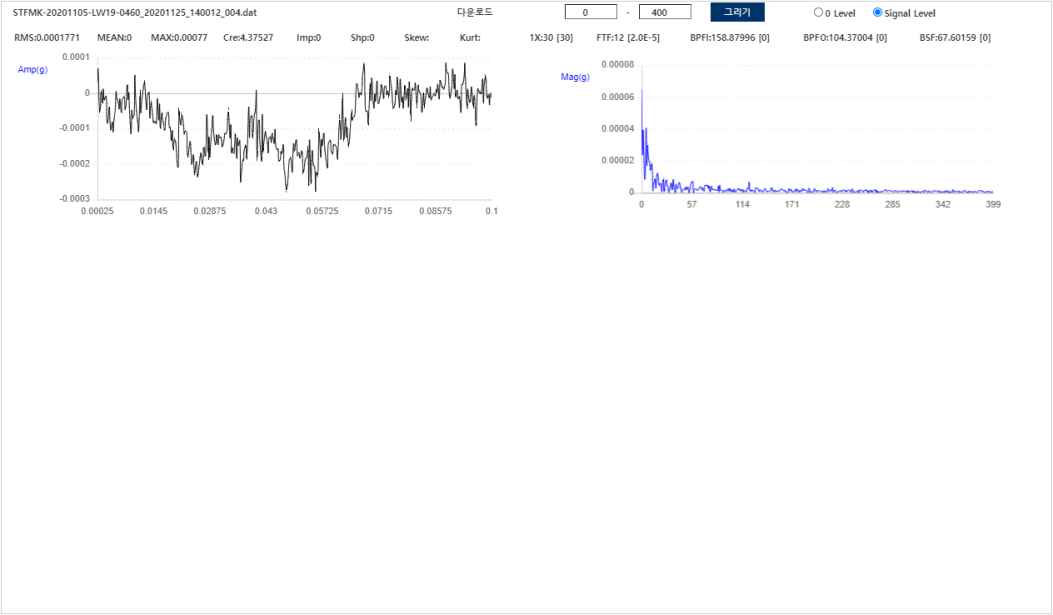 STFMK-20201105-LW19-0460_20201125_140012_004.dat 다운로드 0 - 400 그리기 0 Level Signal Level
RMS:0.0001771 MEAN:0 MAX:0.00077 Cre:4.37527 Imp:0 Shp:0 Skew: Kurt: 1X:30 [30] FTF:12 [2.0E-5] BPFI:158.87996 [0] BPFO:104.37004 [0] BSF:67.60159 [0]
Amp(g)
0.0001
0
-0.0001
-0.0002
-0.0003
0.00025 0.0145 0.02875 0.043 0.05725 0.0715 0.08575 0.1
Mag(g)
0.00008
0.00006
0.00004
0.00002
0
0 57 114 171 228 285 342 399